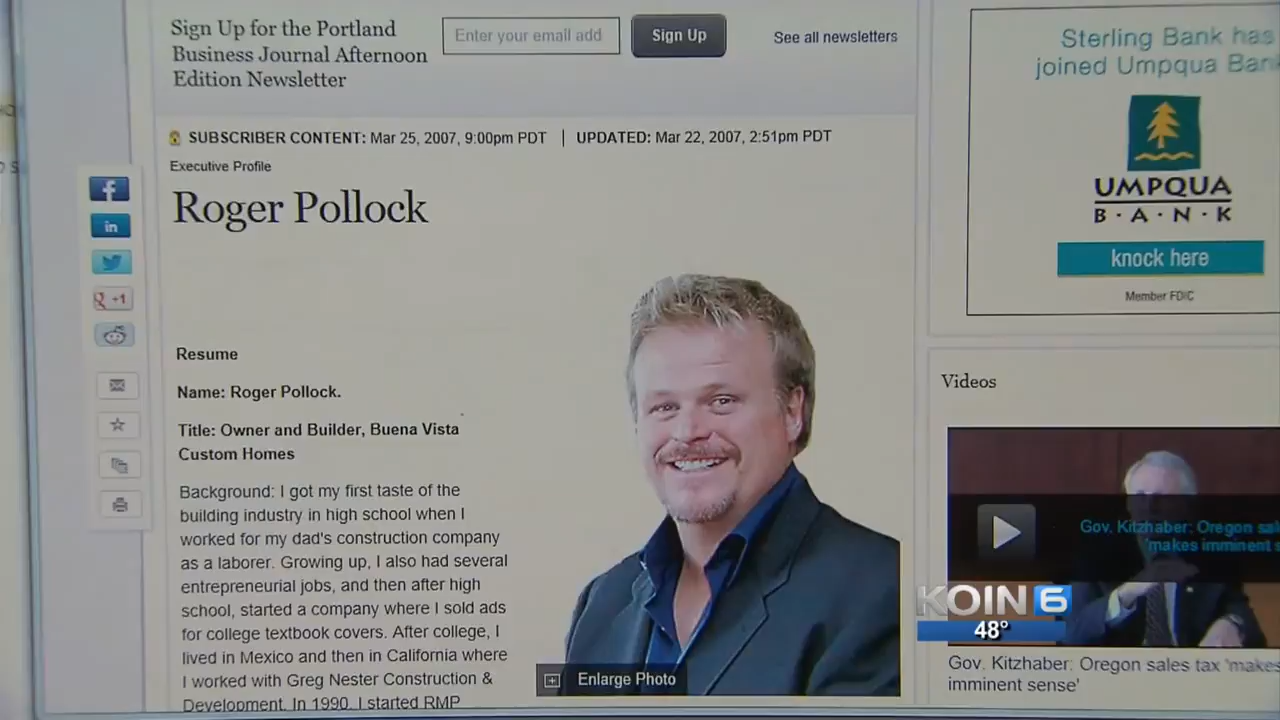 Sign Up for the Portland
Business Journal Afternoon
Edition Newsletter
Enter your email add
Sign Up
See all newsletters
SUBSCRIBER CONTENT: Mar 25, 2007, 9:00pm PDT | UPDATED: Mar 22, 2007, 2:51pm PDT
Executive Profile
Roger Pollock
f
in
+1
Resume
Name: Roger Pollock.
Title: Owner and Builder, Buena Vista
Custom Homes
Background: I got my first taste of the
building industry in high school when I
worked for my dad's construction company
as a laborer. Growing up, I also had several
entrepreneurial jobs, and then after high
school, started a company where I sold ads
for college textbook covers. After college, I
lived in Mexico and then in California where
I worked with Greg Nester Construction &
Development. In 1990, I started RMP
Enlarge Photo
Sterling Bank has
joined Umpqua Bank
UMPQUA
B·A·N·K
knock here
Member FDIC
Videos
Gov. Kitzhaber: Oregon sal
'makes imminent s
KOIN 6
48°
Gov. Kitzhaber: Oregon sales tax 'makes
imminent sense'